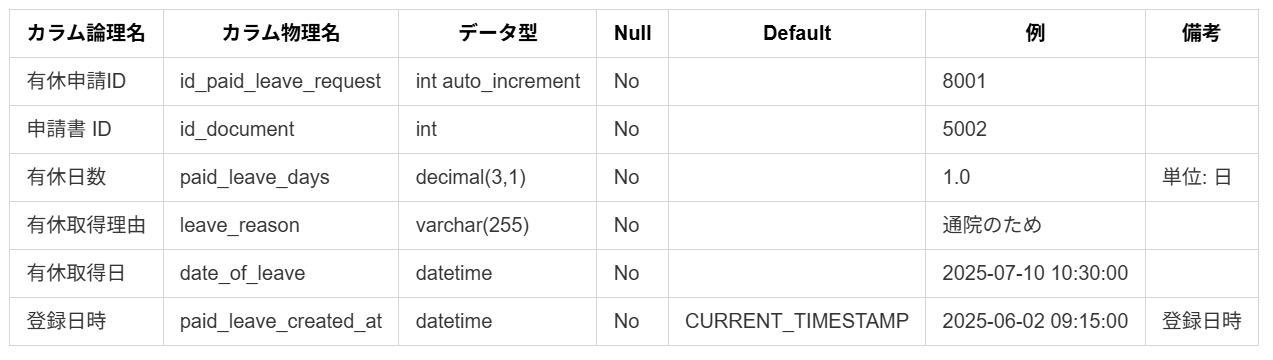 カラム論理名 カラム物理名 データ型 Null Default 例 備考
有休申請ID id_paid_leave_request int auto_increment No 8001
申請書 ID id_document int No 5002
有休日数 paid_leave_days decimal(3,1) No 1.0 単位: 日
有休取得理由 leave_reason varchar(255) No 通院のため
有休取得日 date_of_leave datetime No 2025-07-10 10:30:00
登録日時 paid_leave_created_at datetime No CURRENT_TIMESTAMP 2025-06-02 09:15:00 登録日時